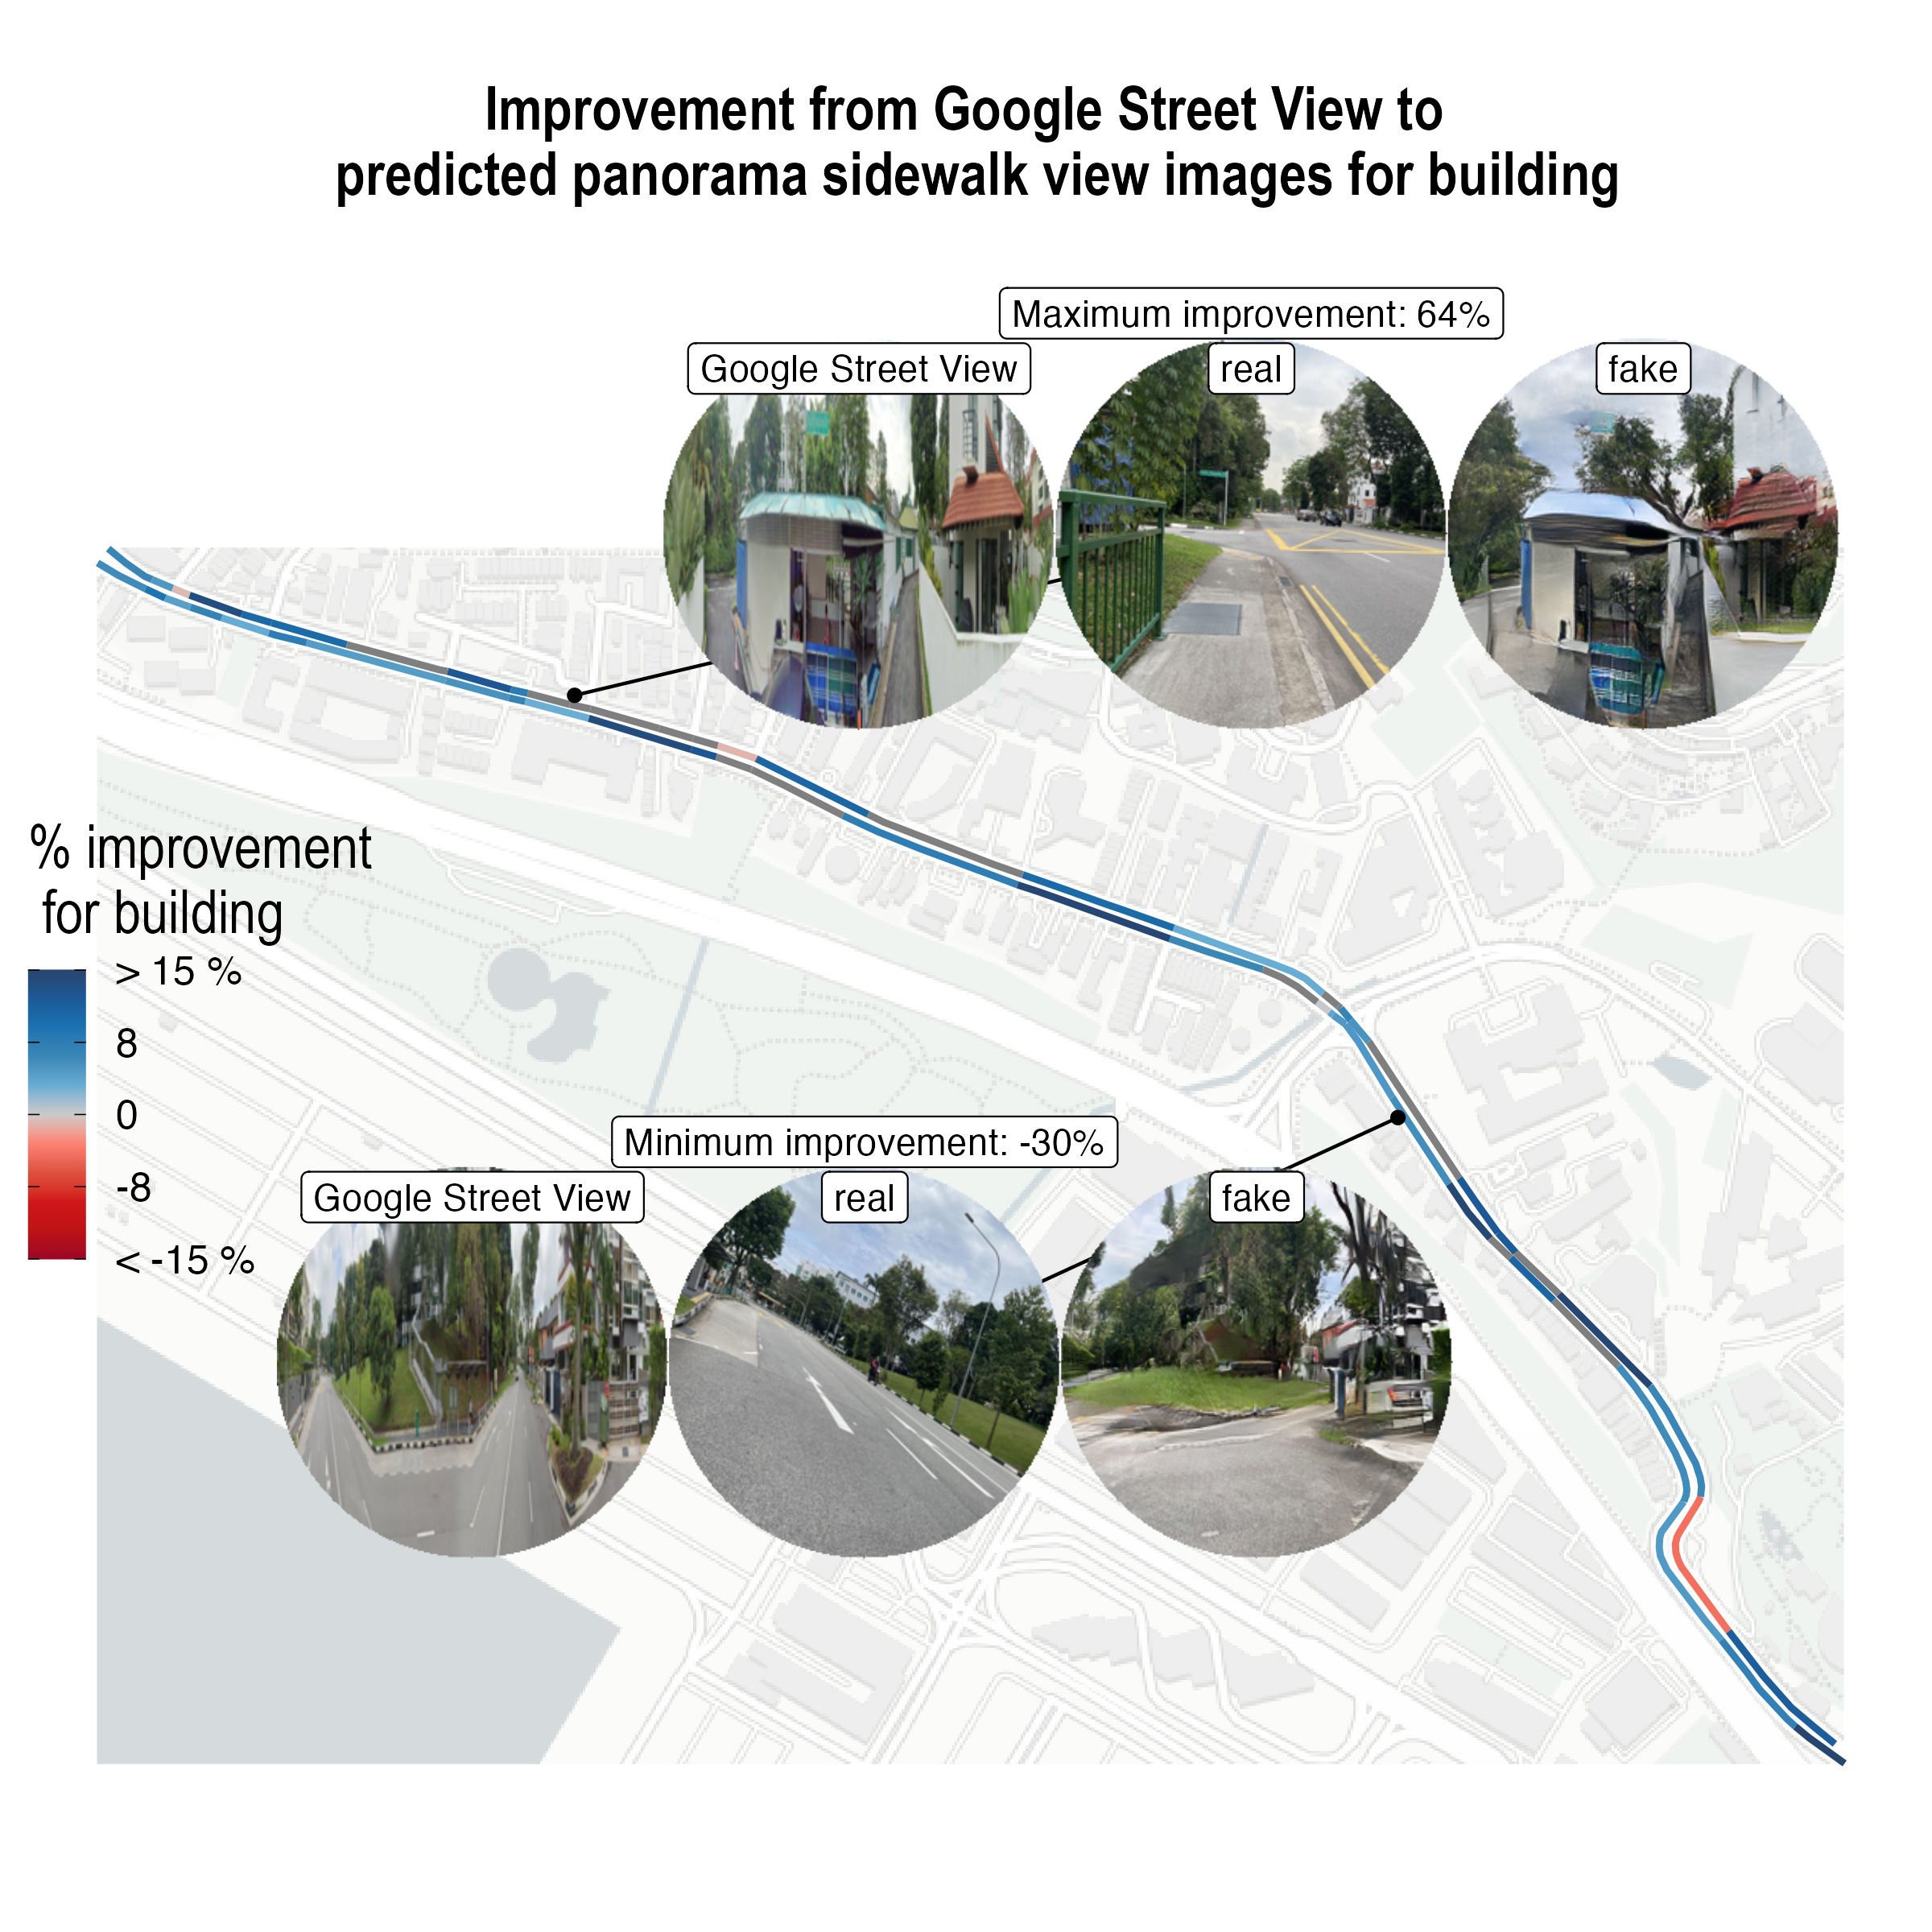 Improvement from Google Street View to
predicted panorama sidewalk view images for building
Maximum improvement: 64%
Google Street View
real
fake
% improvement
for building
> 15 %
8
0
-8
< -15 %
Minimum improvement: -30%
Google Street View
real
fake